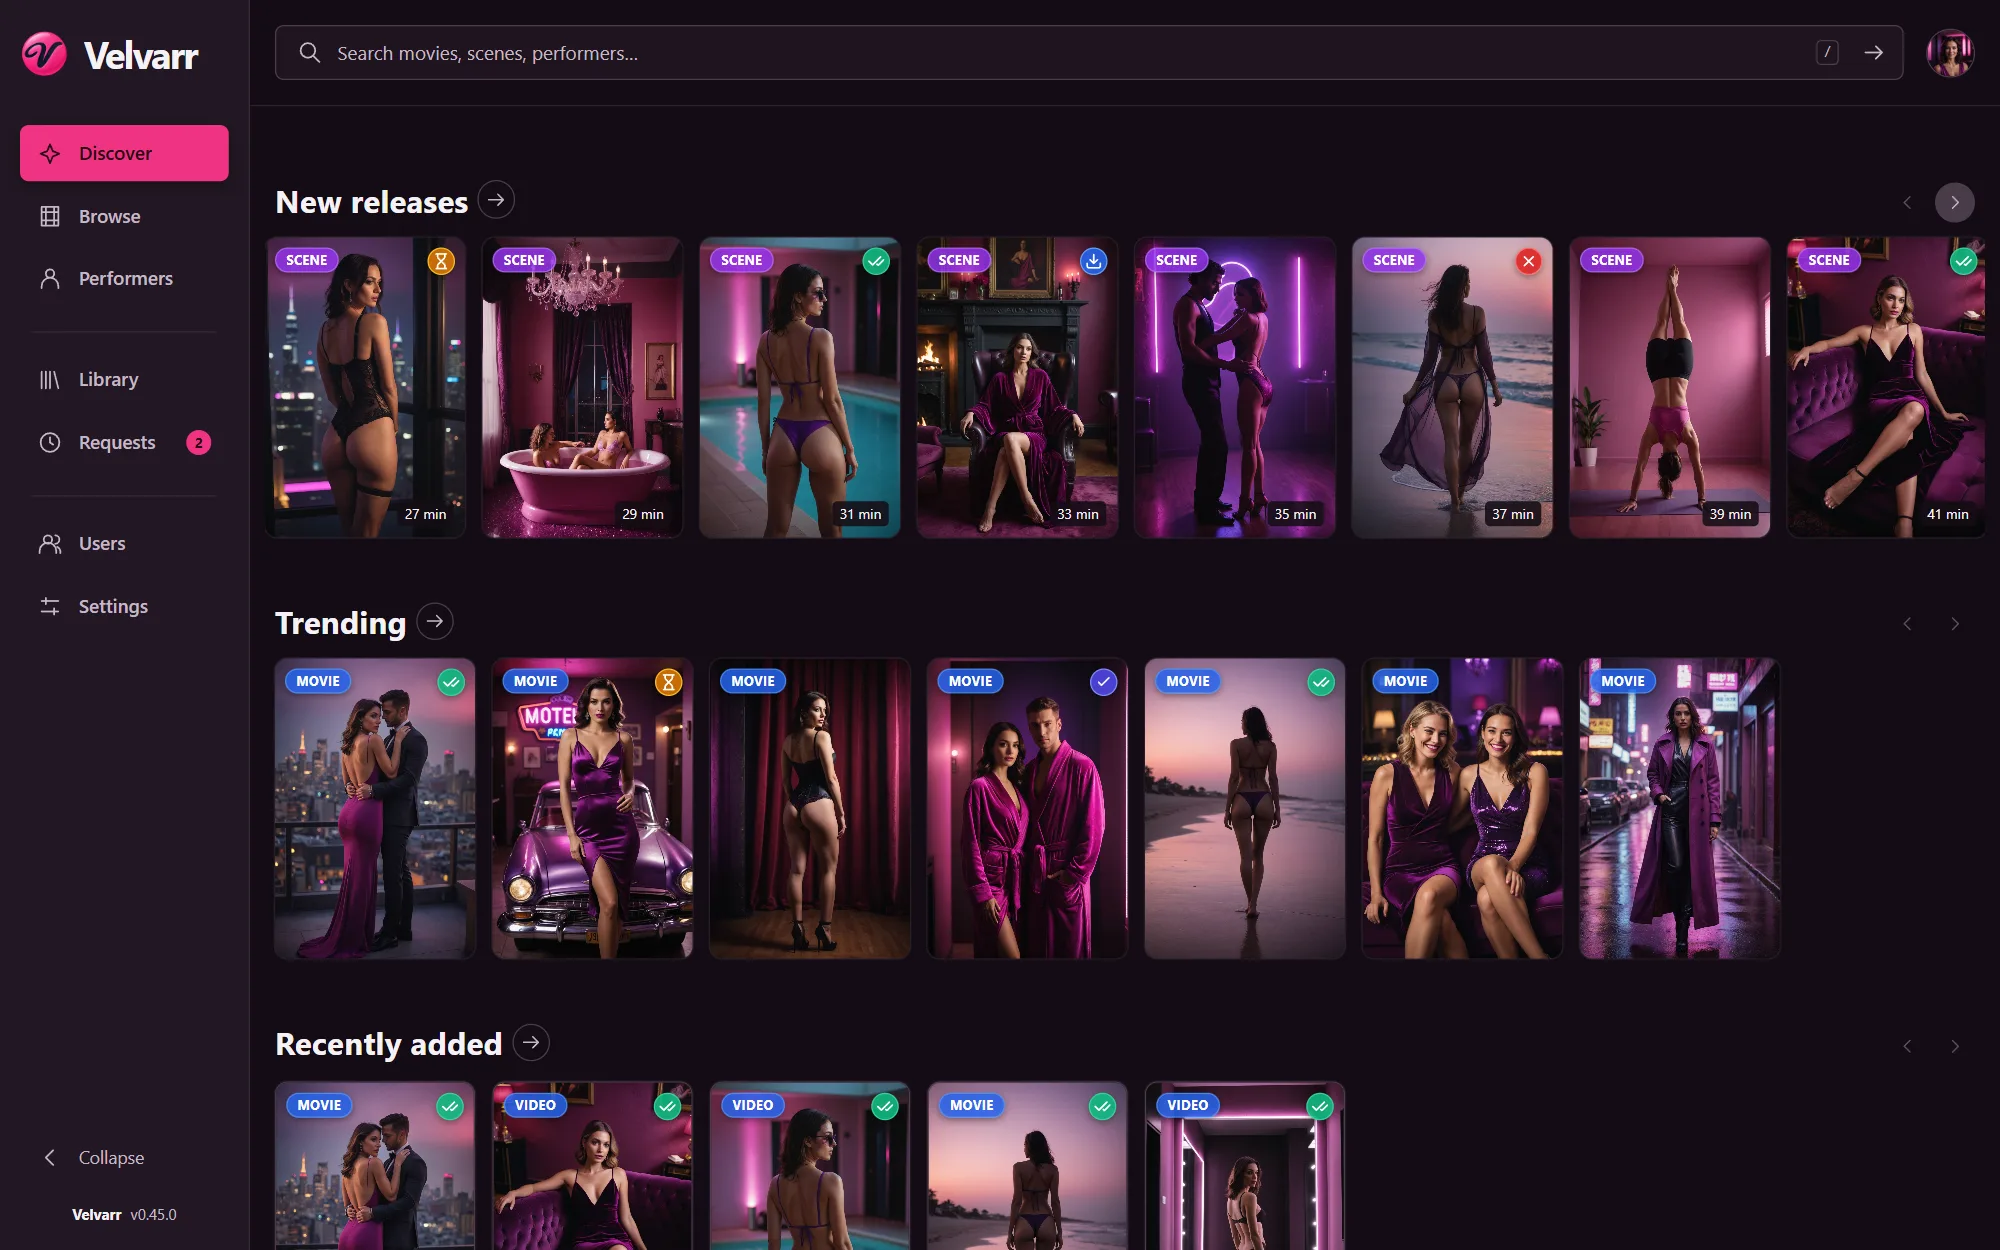 Velvarr
Search movies, scenes, performers...
/
Discover
Browse
Performers
Library
Requests
2
Users
Settings
Collapse
Velvarr v0.45.0
New releases
SCENE
27 min
SCENE
29 min
SCENE
31 min
SCENE
33 min
SCENE
35 min
SCENE
37 min
SCENE
39 min
SCENE
41 min
Trending
MOVIE
MOVIE
MOTEL
MOVIE
MOVIE
MOVIE
MOVIE
MOVIE
Recently added
MOVIE
VIDEO
VIDEO
MOVIE
VIDEO